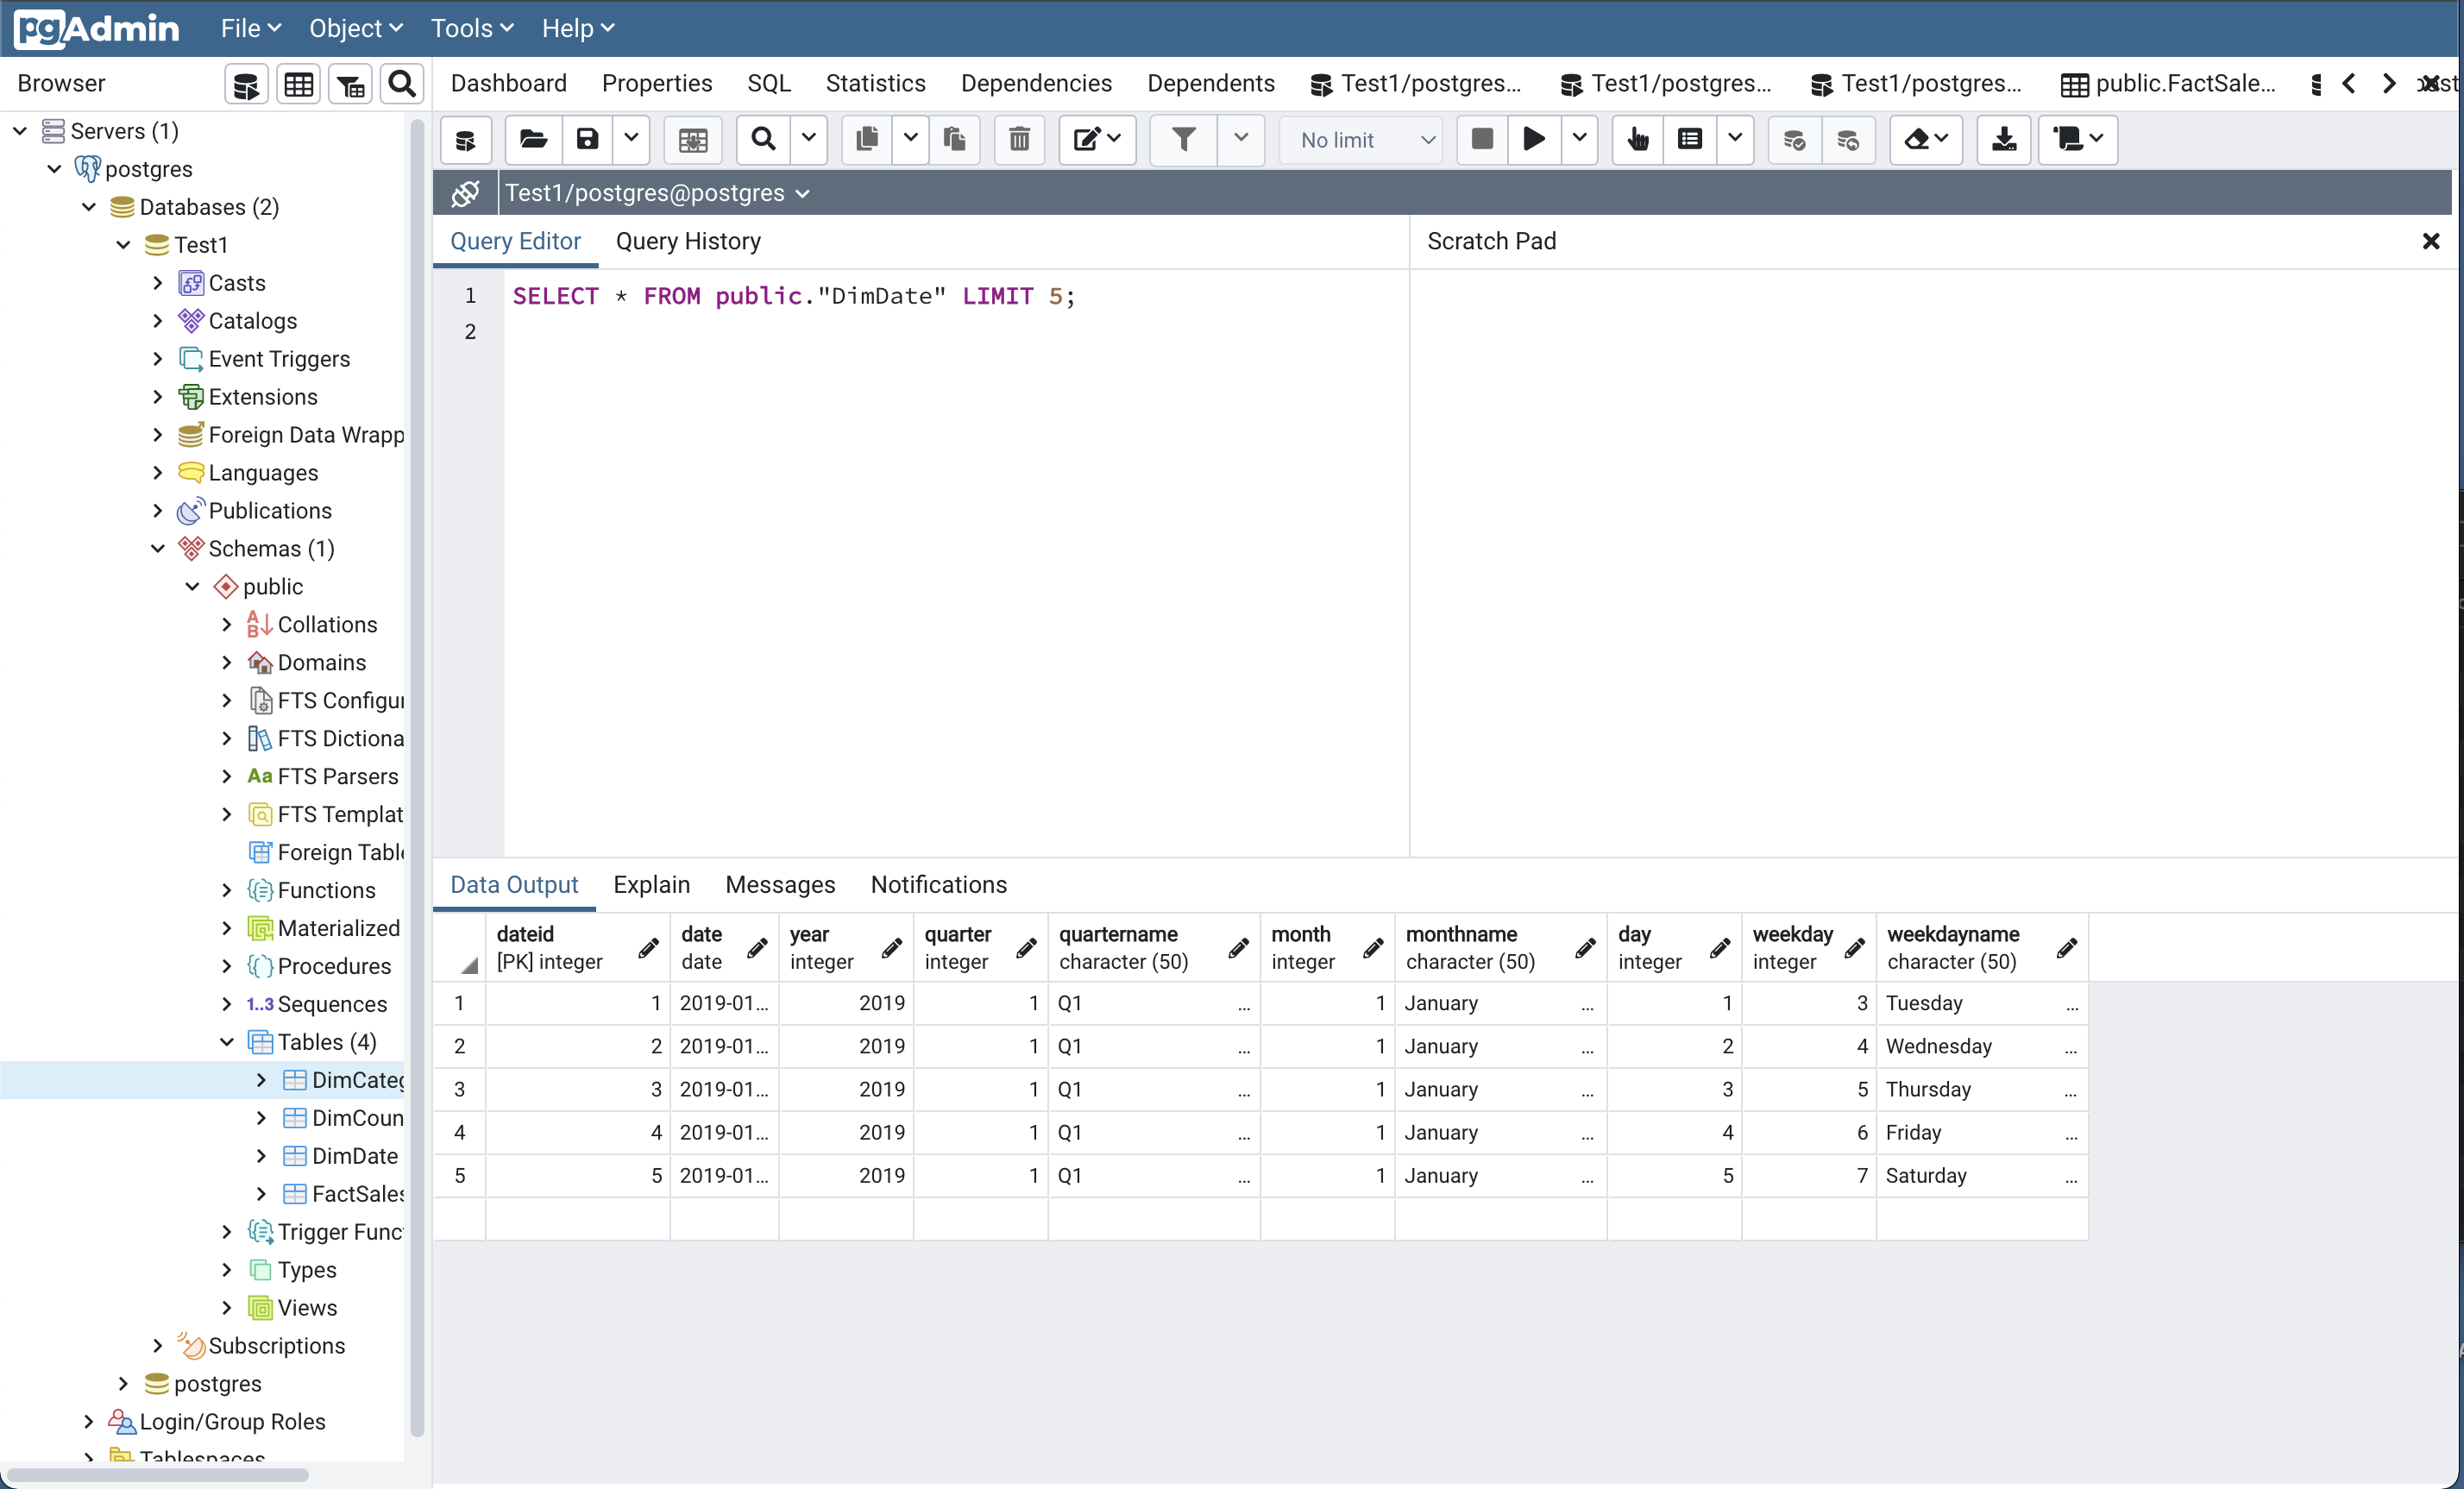 pgAdmin File Object Tools Help
Browser
Dashboard Properties SQL Statistics Dependencies Dependents Test1/postgres... Test1/postgres... Test1/postgres... public.FactSale...
Servers (1)
postgres
Databases (2)
Test1
Casts
Catalogs
Event Triggers
Extensions
Foreign Data Wrapp
Languages
Publications
Schemas (1)
public
Collations
Domains
FTS Configur
FTS Dictiona
Aa FTS Parsers
FTS Templat
Foreign Table
Functions
Materialized
Procedures
1..3 Sequences
Tables (4)
DimCateg
DimCoun
DimDate
FactSales
Trigger Func
Types
Views
Subscriptions
postgres
Login/Group Roles
Tablespaces
No limit
Test1/postgres@postgres
Query Editor Query History
Scratch Pad
1 SELECT * FROM public."DimDate" LIMIT 5;
2
Data Output Explain Messages Notifications
dateid date year quarter quartername month monthname day weekday weekdayname
[PK] integer date integer integer character (50) integer character (50) integer integer character (50)
1 1 2019-01... 2019 1 Q1 ... 1 January ... 1 3 Tuesday ...
2 2 2019-01... 2019 1 Q1 ... 1 January ... 2 4 Wednesday ...
3 3 2019-01... 2019 1 Q1 ... 1 January ... 3 5 Thursday ...
4 4 2019-01... 2019 1 Q1 ... 1 January ... 4 6 Friday ...
5 5 2019-01... 2019 1 Q1 ... 1 January ... 5 7 Saturday ...